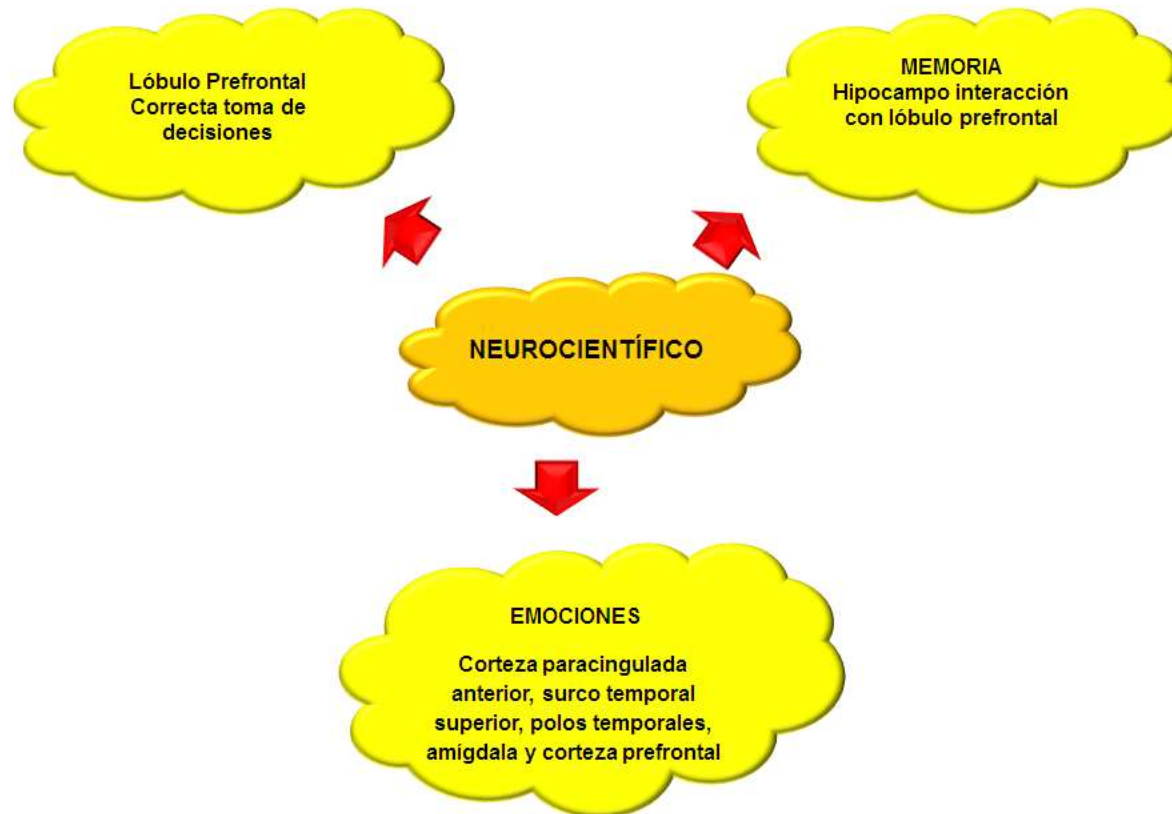 Lóbulo Prefrontal
Correcta toma de
decisiones
MEMORIA
Hipocampo interacción
con lóbulo prefrontal
NEUROCIENTÍFICO
EMOCIONES
Corteza paracingulada
anterior, surco temporal
superior, polos temporales,
amígdala y corteza prefrontal